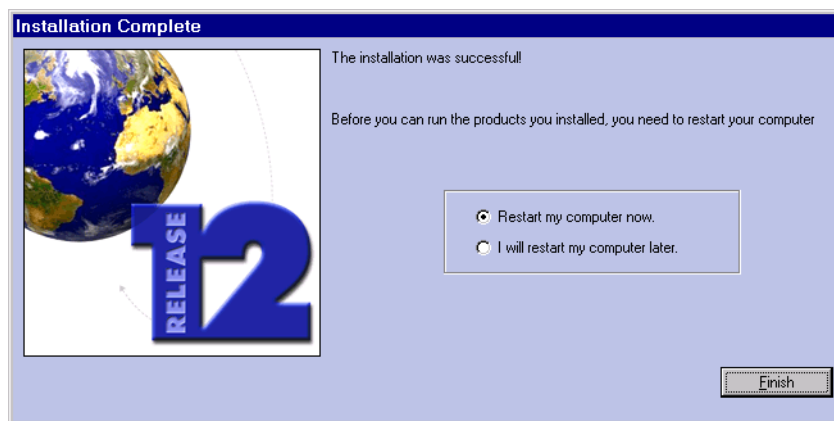 Installation Complete
The installation was successful!
Before you can run the products you installed, you need to restart your computer
RELEASE
12
Restart my computer now.
I will restart my computer later.
Finish